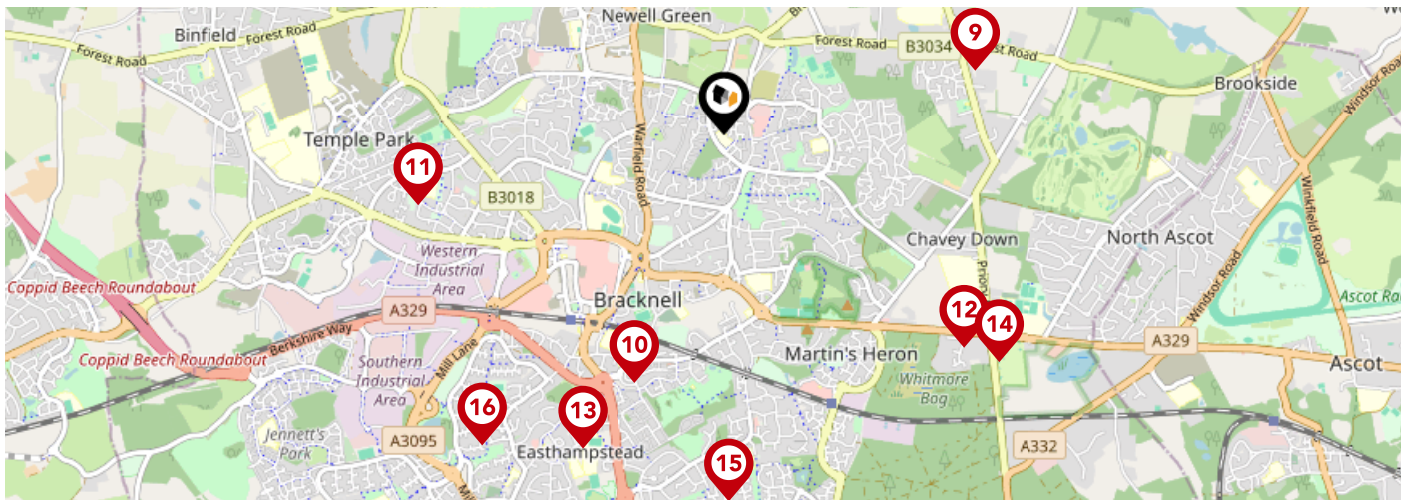 Newell Green
Binfield
Forest Road
Forest Road
Forest Road
B3034
9
Brookside
Windsor Road
Temple Park
11
Warfield Road
B3018
Winkfield Road
Chavey Down
North Ascot
Western
Industrial
Area
Windsor Road
Coppid Beech Roundabout
Bracknell
A329
12
14
Berkshire Way
Mill Lane
10
Martin's Heron
A329
Coppid Beech Roundabout
Southern
Industrial
Area
Whitmore
Bog
Ascot
16
13
Jennett's
Park
A3095
Easthampstead
A332
15